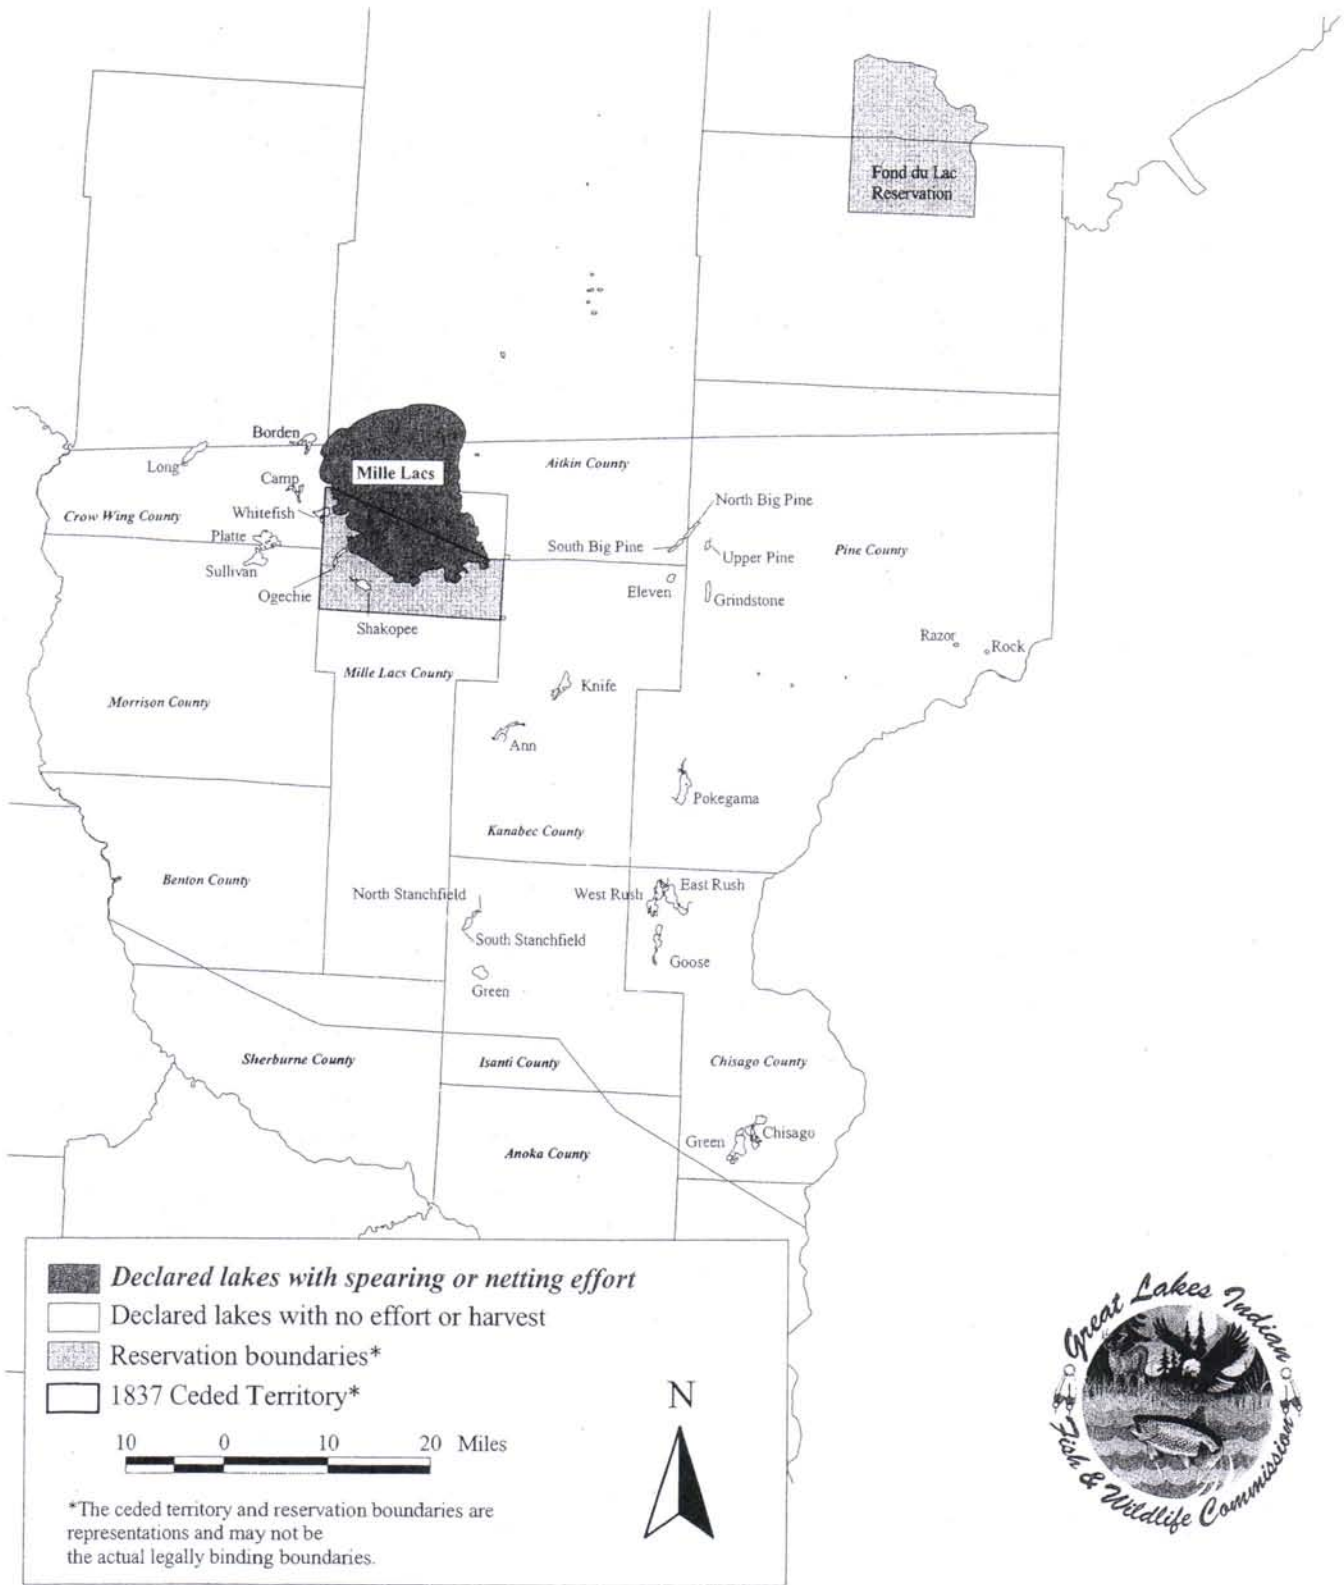 Fond du Lac
Reservation
Borden
Long
Mille Lacs
Aitkin County
Camp
North Big Pine
Whitefish
Crow Wing County
Platte
South Big Pine
Upper Pine
Pine County
Sullivan
Eleven
Ogechie
Grindstone
Shakopee
Razor
Rock
Mille Lacs County
Knife
Morrison County
Ann
Pokegama
Kanabec County
Benton County
North Stanchfield
West Rush
East Rush
South Stanchfield
Goose
Green
Sherburne County
Isanti County
Chisago County
Green
Chisago
Anoka County
Declared lakes with spearing or netting effort
Declared lakes with no effort or harvest
Reservation boundaries*
1837 Ceded Territory*
10 0 10 20 Miles
N
*The ceded territory and reservation boundaries are
representations and may not be
the actual legally binding boundaries.
Great Lakes Indian
Fish & Wildlife Commission